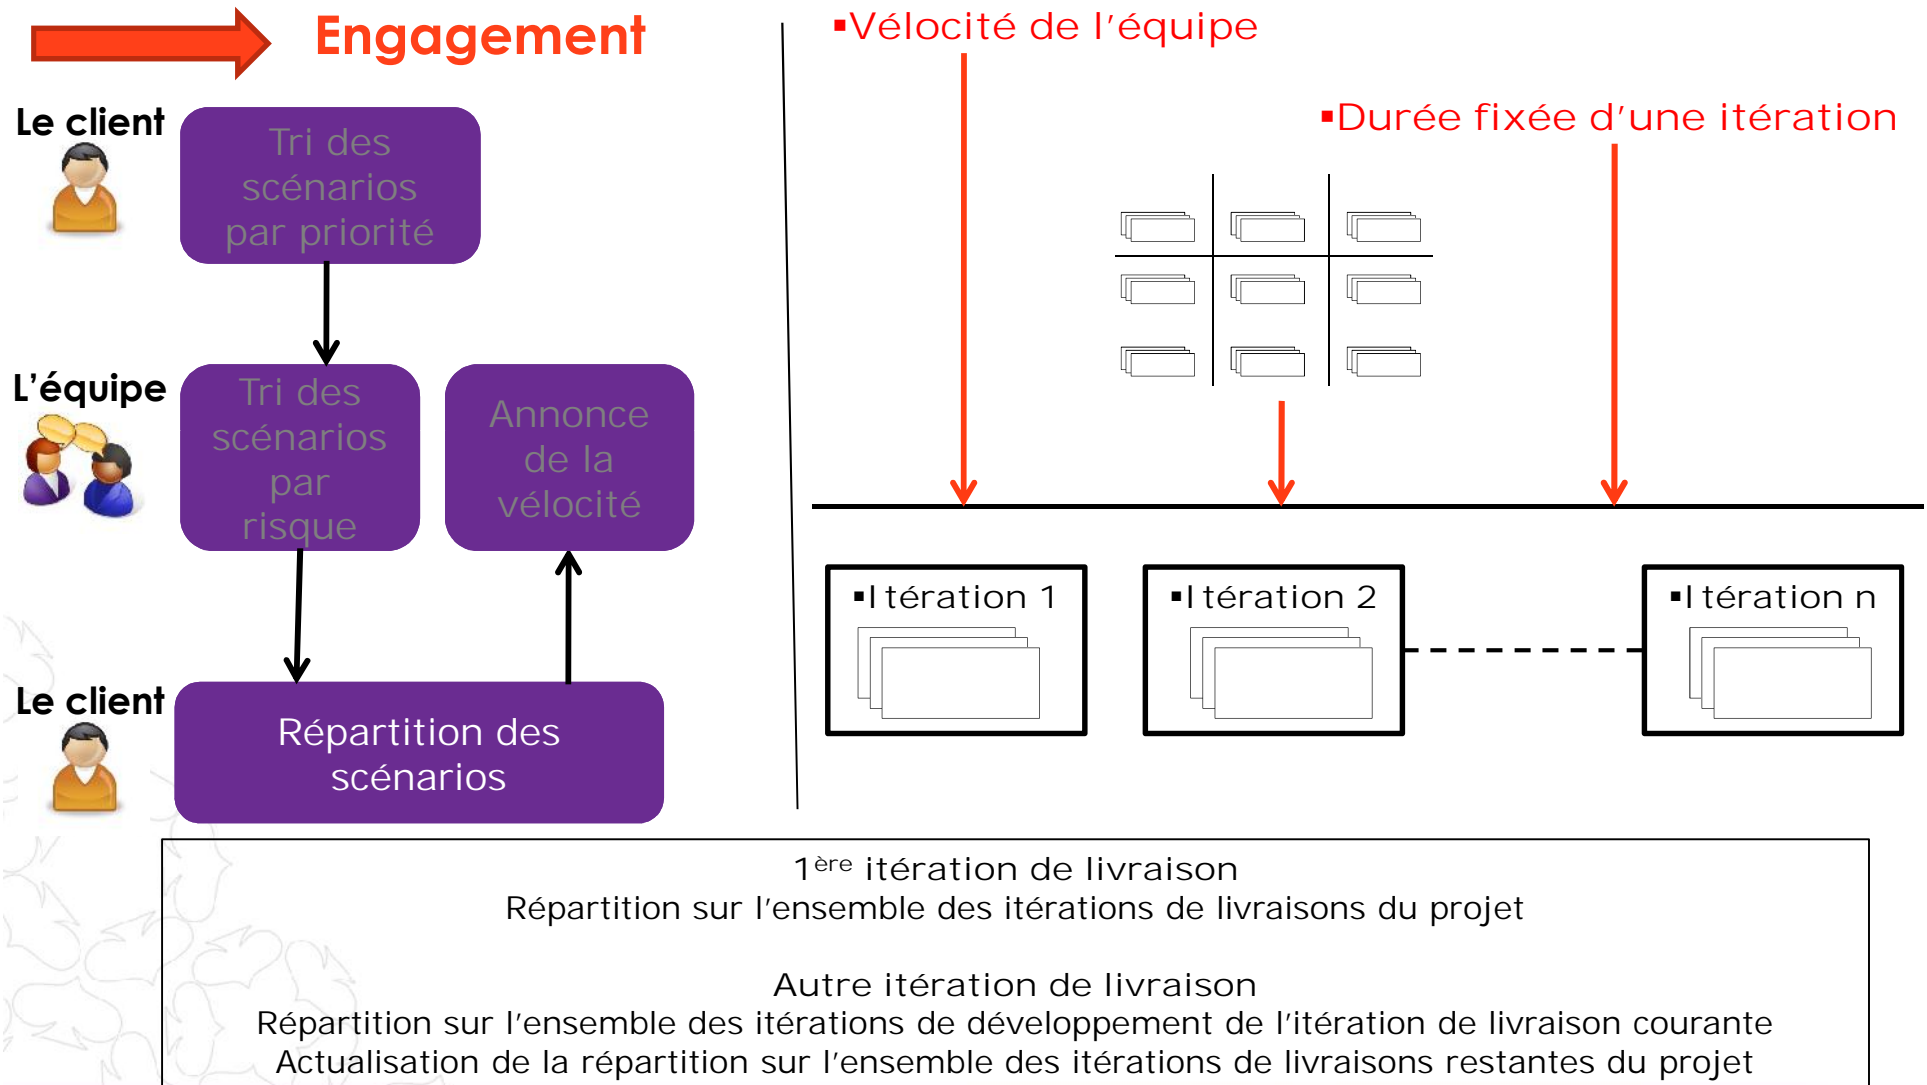 Engagement
Le client
Tri des
scénarios
par priorité
L'équipe
Tri des
scénarios
par
risque
Annonce
de la
vélocité
Le client
Répartition des
scénarios
▪Vélocité de l'équipe
▪Durée fixée d'une itération
▪Itération 1
▪Itération 2
▪Itération n
1ère itération de livraison
Répartition sur l'ensemble des itérations de livraisons du projet
Autre itération de livraison
Répartition sur l'ensemble des itérations de développement de l'itération de livraison courante
Actualisation de la répartition sur l'ensemble des itérations de livraisons restantes du projet